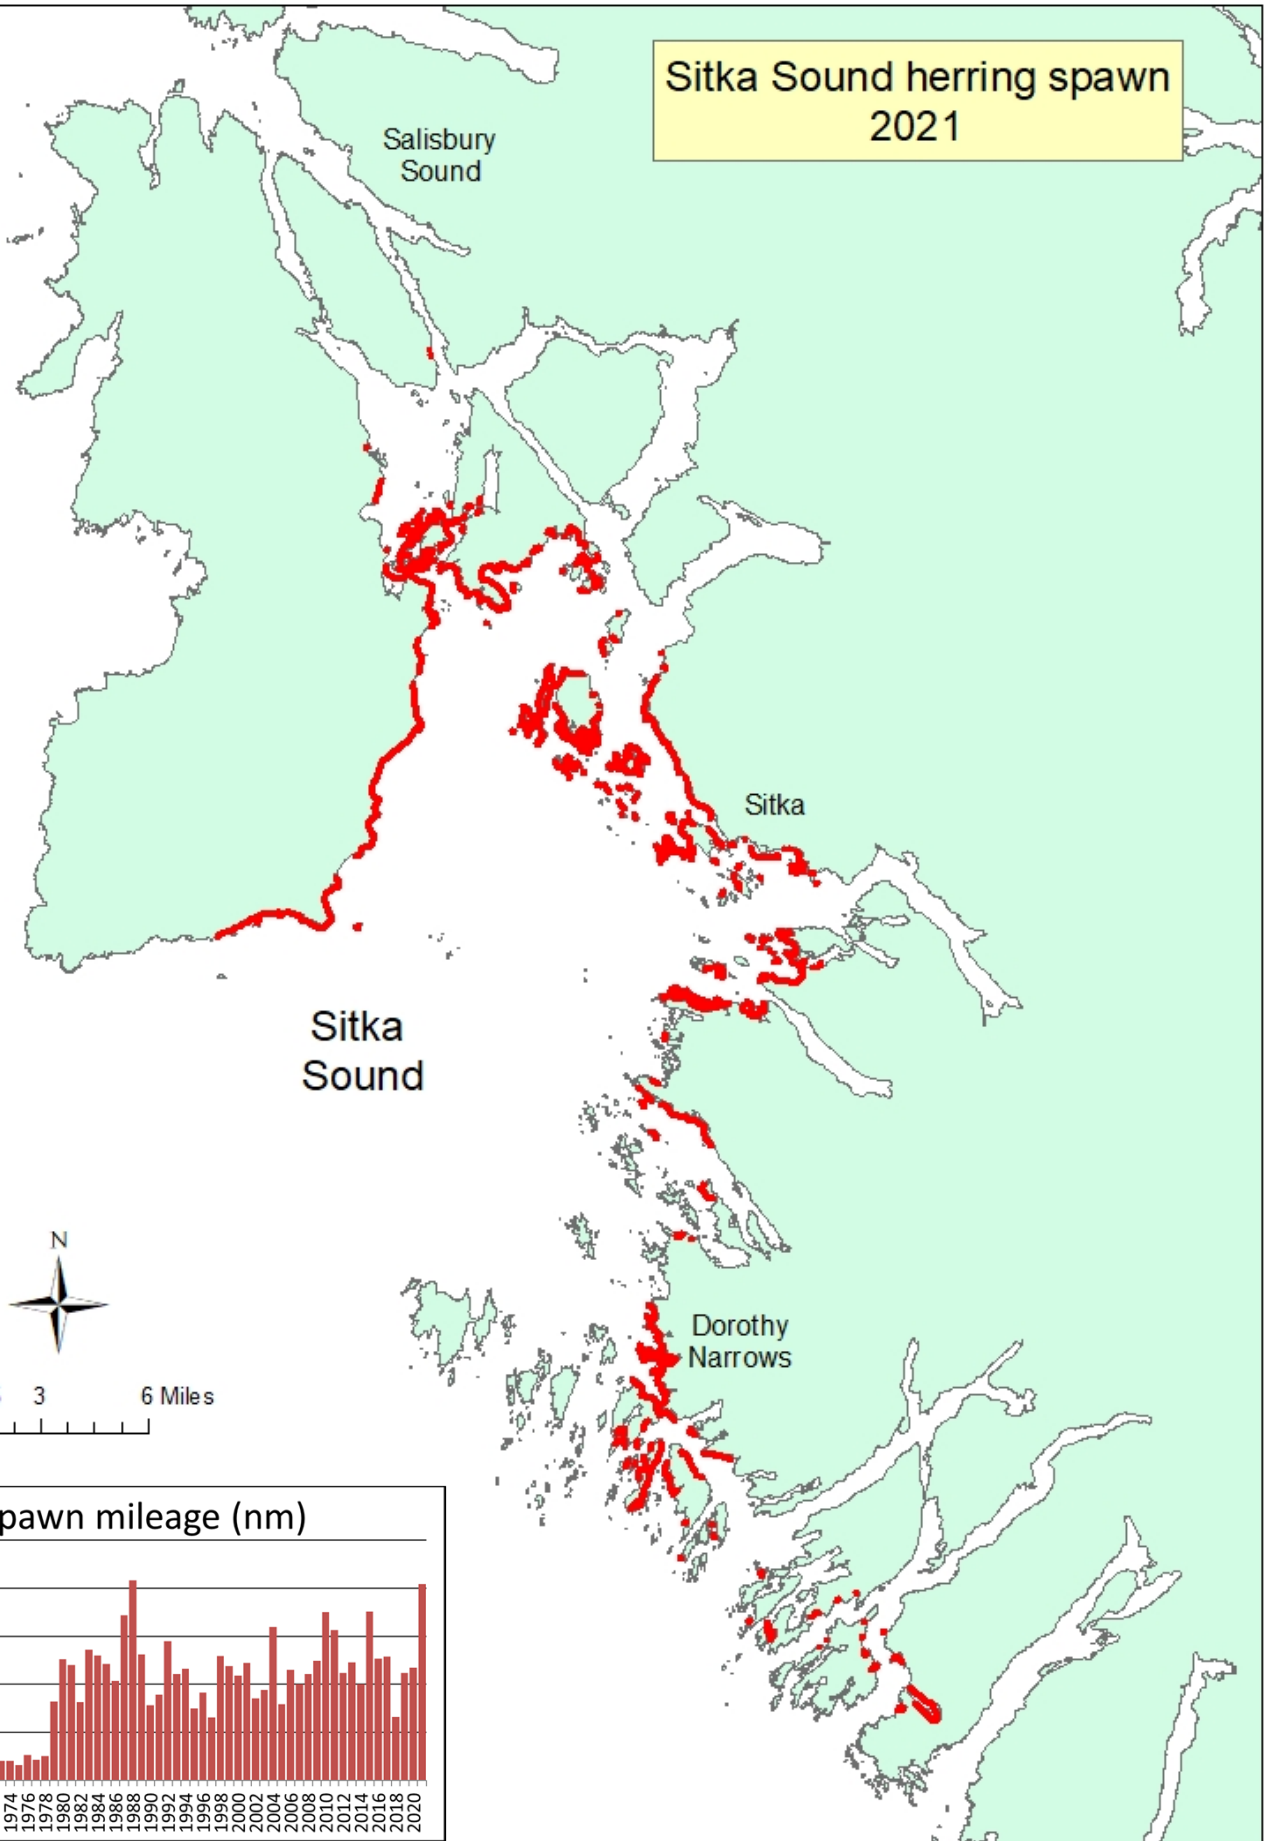 Sitka Sound herring spawn
2021
Salisbury
Sound
Sitka
Sitka
Sound
N
Dorothy
Narrows
3 6 Miles
pawn mileage (nm)
1974 1976 1978 1980 1982 1984 1986 1988 1990 1992 1994 1996 1998 2000 2002 2004 2006 2008 2010 2012 2014 2016 2018 2020